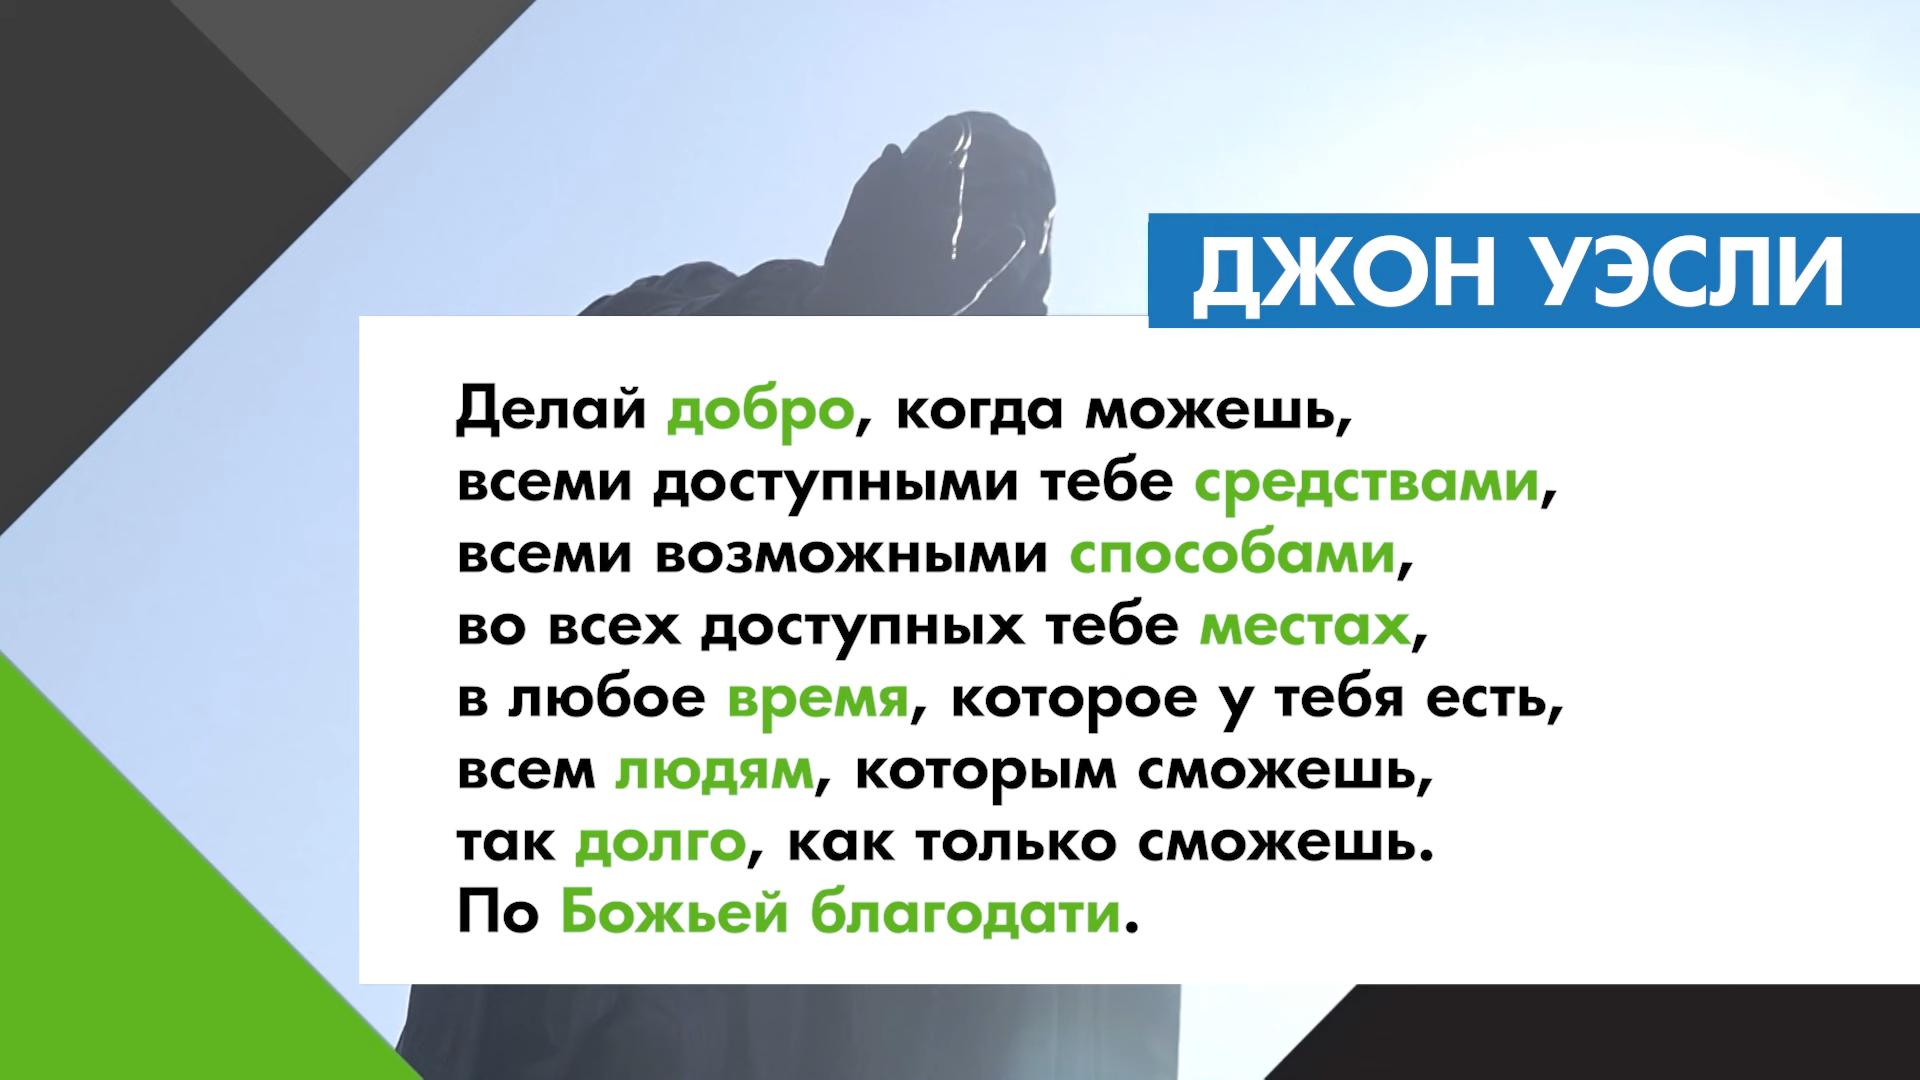 ДЖОН УЭСЛИ
Делай добро, когда можешь,
всеми доступными тебе средствами,
всеми возможными способами,
во всех доступных тебе местах,
в любое время, которое у тебя есть,
всем людям, которым сможешь,
так долго, как только сможешь.
По Божьей благодати.